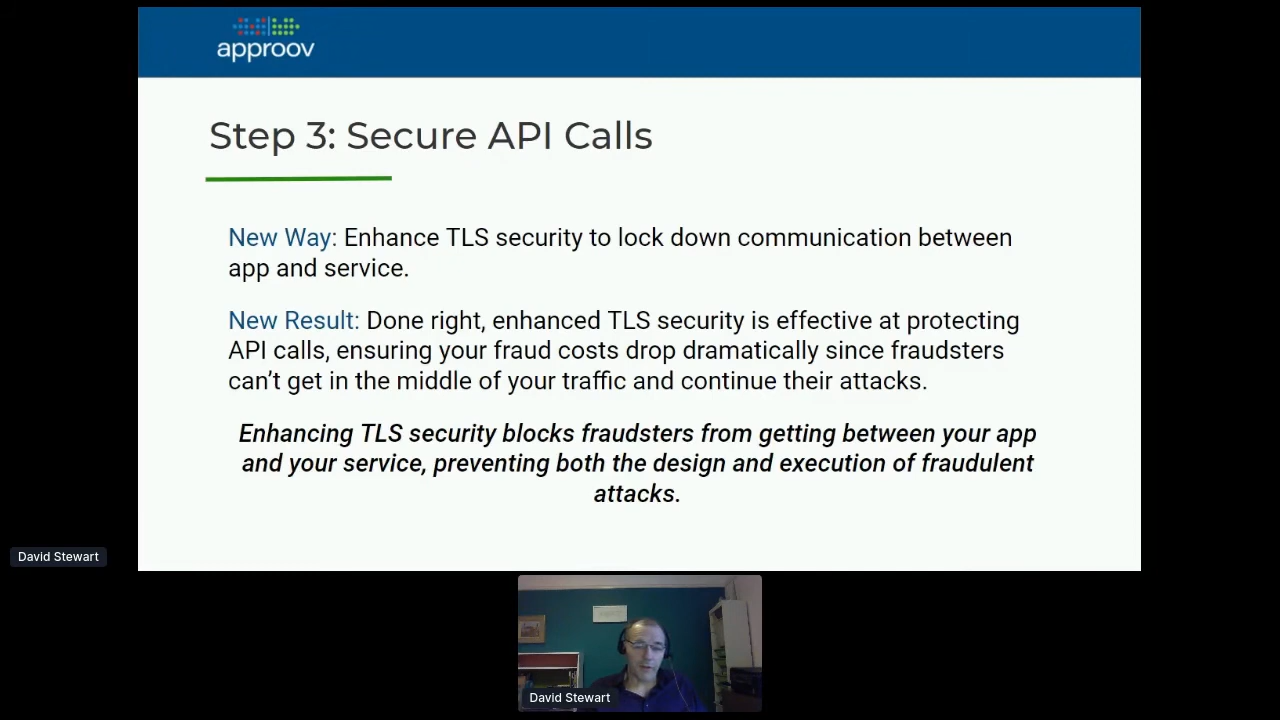 approov
Step 3: Secure API Calls
New Way: Enhance TLS security to lock down communication between
app and service.
New Result: Done right, enhanced TLS security is effective at protecting
API calls, ensuring your fraud costs drop dramatically since fraudsters
can’t get in the middle of your traffic and continue their attacks.
Enhancing TLS security blocks fraudsters from getting between your app
and your service, preventing both the design and execution of fraudulent
attacks.
David Stewart
David Stewart